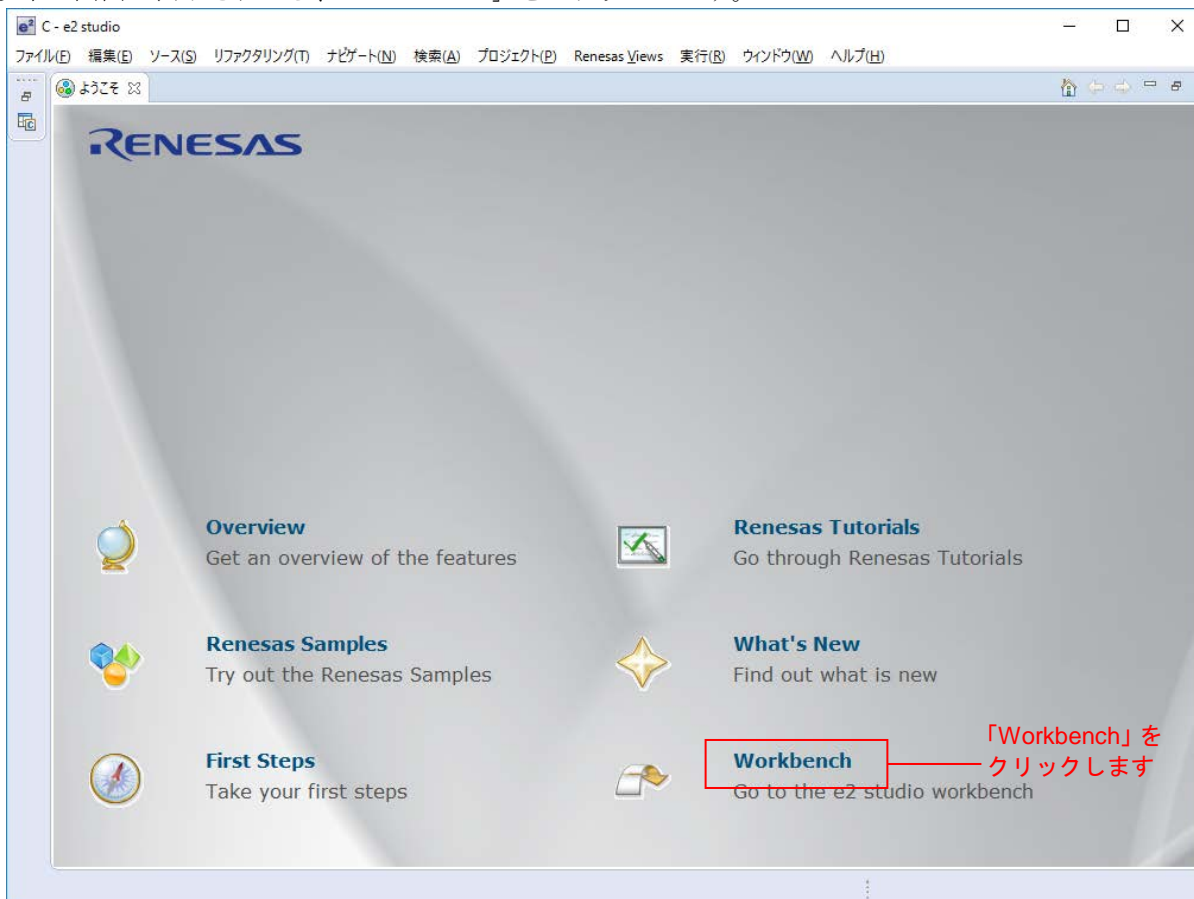 C - e2 studio
ファイル(F) 編集(E) ソース(S) リファクタリング(T) ナビゲート(N) 検索(A) プロジェクト(P) Renesas Views 実行(R) ウィンドウ(W) ヘルプ(H)
ようこそ
RENESAS
Overview
Get an overview of the features
Renesas Tutorials
Go through Renesas Tutorials
Renesas Samples
Try out the Renesas Samples
What's New
Find out what is new
First Steps
Take your first steps
Workbench
Go to the e2 studio workbench
「Workbench」を
クリックします